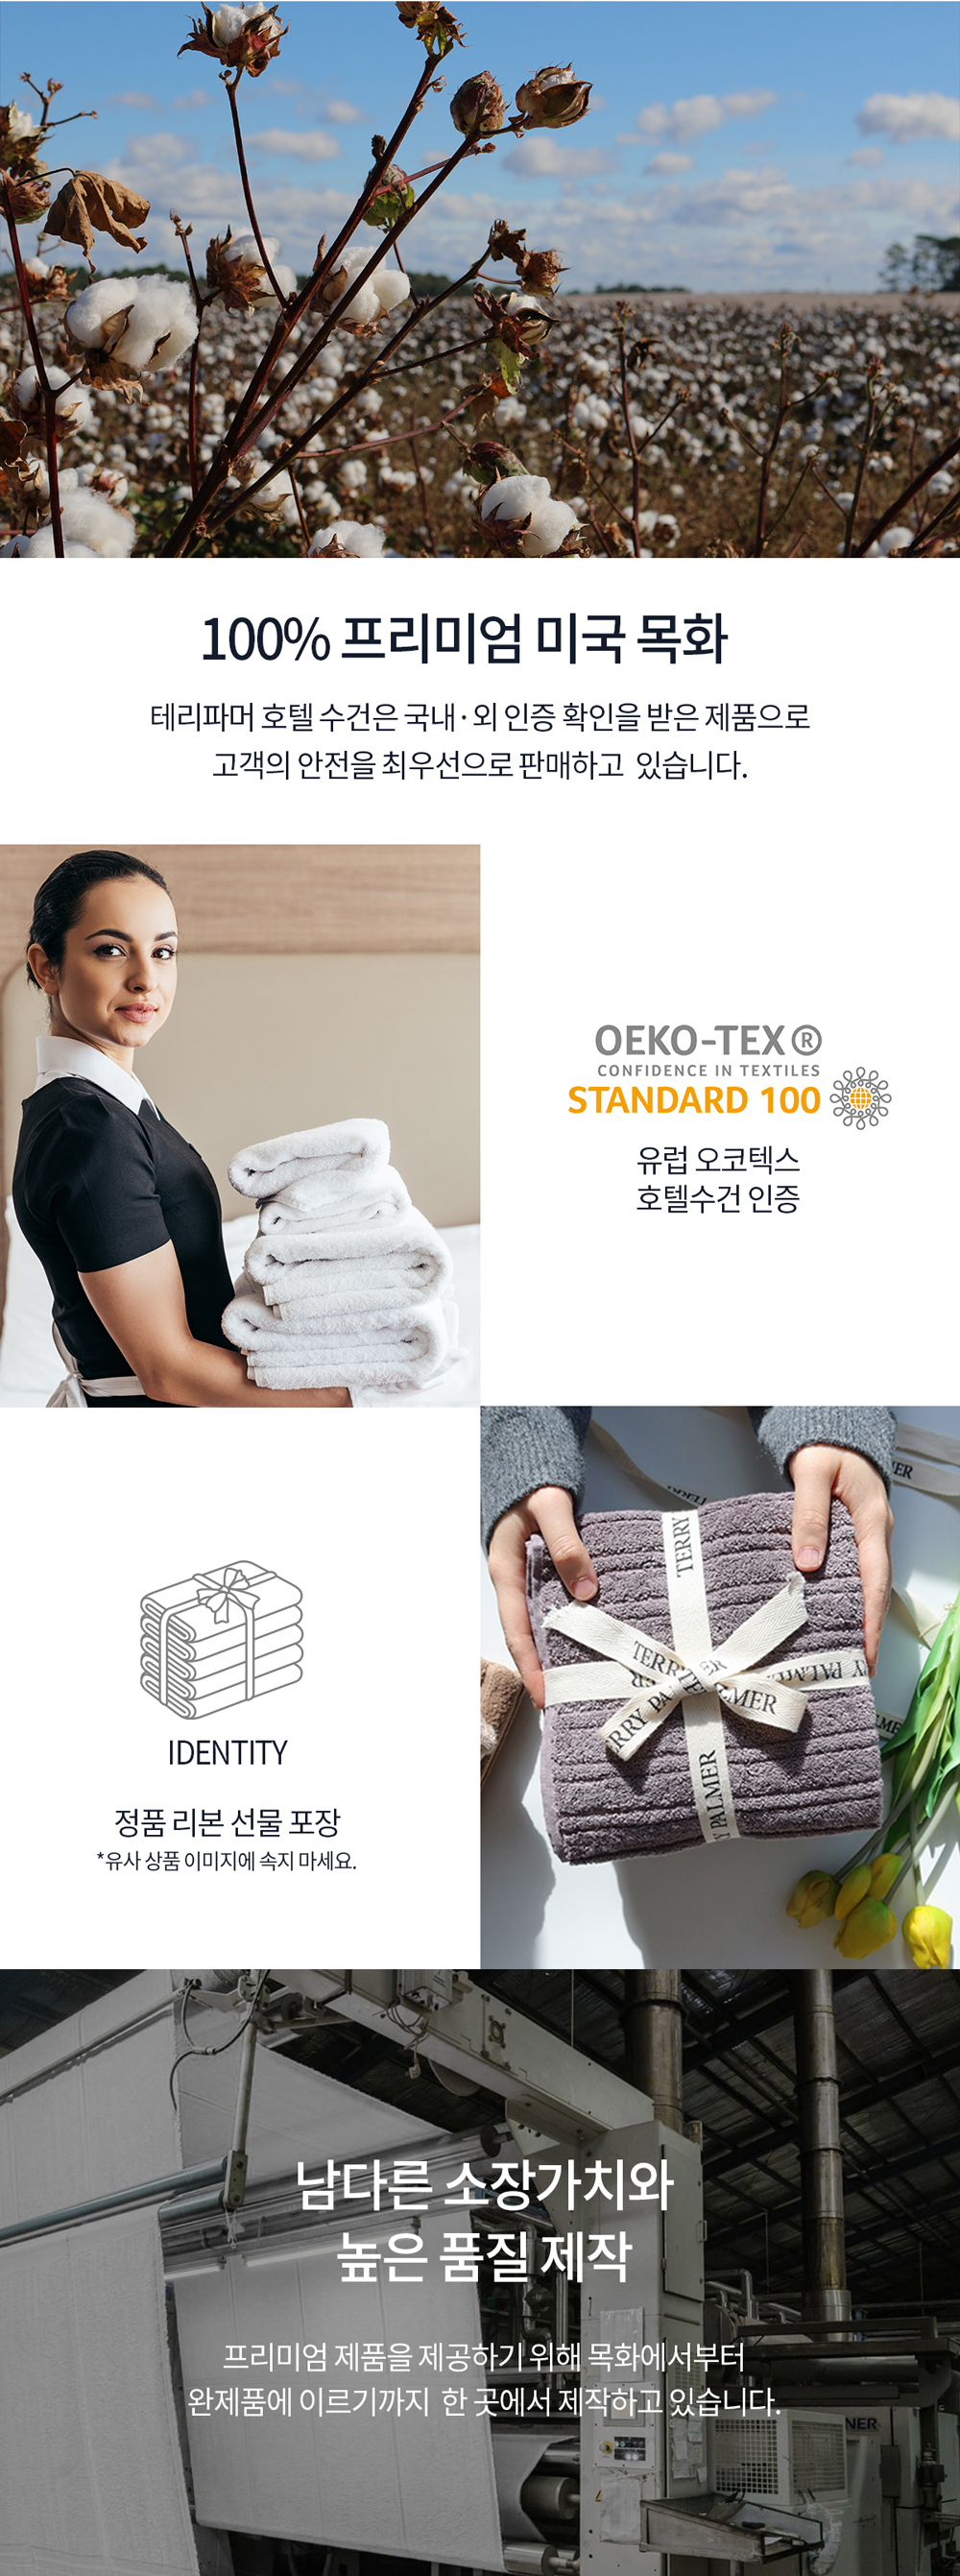 100% 프리미엄 미국 목화
테리파머 호텔 수건은 국내·외 인증 확인을 받은 제품으로
고객의 안전을 최우선으로 판매하고 있습니다.
OEKO-TEX®
CONFIDENCE IN TEXTILES
STANDARD 100
유럽 오코텍스
호텔수건 인증
IDENTITY
정품 리본 선물 포장
*유사 상품 이미지에 속지 마세요.
TERRY
TERRY
PALMER
ERRY PA
LMER
Y PALMER
남다른 소장가치와
높은 품질 제작
프리미엄 제품을 제공하기 위해 목화에서부터
완제품에 이르기까지 한 곳에서 제작하고 있습니다.
NER